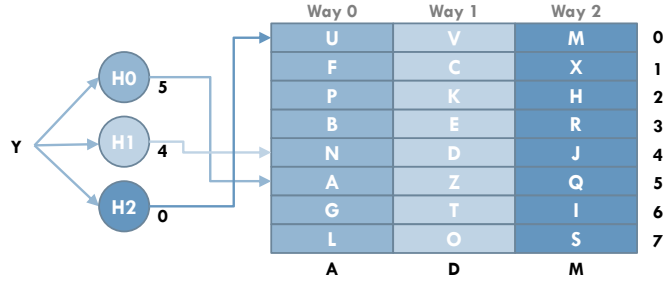 Way 0 Way 1 Way 2
U V M 0
H0 5 F C X 1
P K H 2
B E R 3
Y H1 4 N D J 4
A Z Q 5
H2 0 G T I 6
L O S 7
A D M